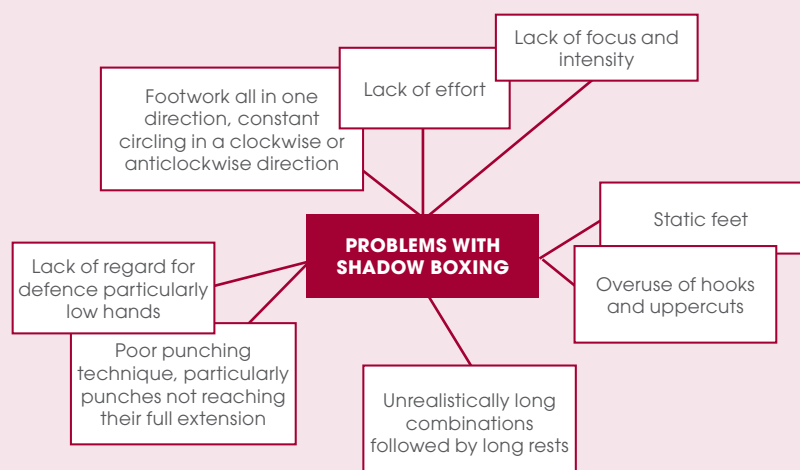 Lack of focus and
intensity
Lack of effort
Footwork all in one
direction, constant
circling in a clockwise or
anticlockwise direction
Static feet
PROBLEMS WITH
SHADOW BOXING
Lack of regard for
defence particularly
low hands
Overuse of hooks
and uppercuts
Poor punching
technique, particularly
punches not reaching
their full extension
Unrealistically long
combinations
followed by long rests